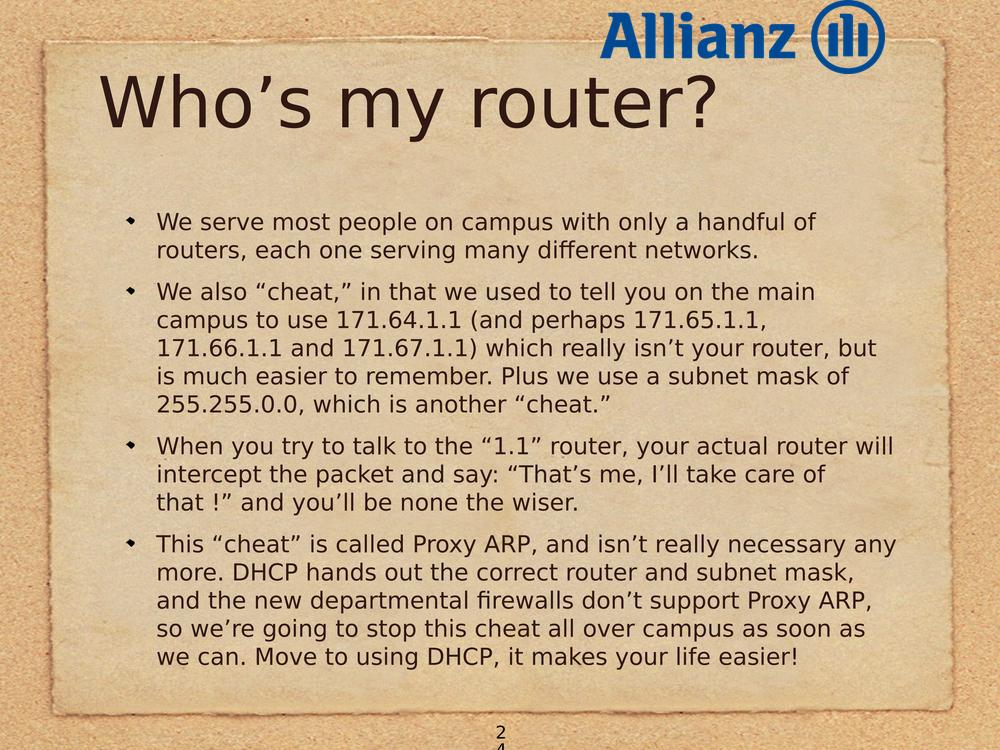 Allianz
Who’s my router?
We serve most people on campus with only a handful of
routers, each one serving many different networks.
We also “cheat,” in that we used to tell you on the main
campus to use 171.64.1.1 (and perhaps 171.65.1.1,
171.66.1.1 and 171.67.1.1) which really isn’t your router, but
is much easier to remember. Plus we use a subnet mask of
255.255.0.0, which is another “cheat.”
When you try to talk to the “1.1” router, your actual router will
intercept the packet and say: “That’s me, I’ll take care of
that !” and you’ll be none the wiser.
This “cheat” is called Proxy ARP, and isn’t really necessary any
more. DHCP hands out the correct router and subnet mask,
and the new departmental firewalls don’t support Proxy ARP,
so we’re going to stop this cheat all over campus as soon as
we can. Move to using DHCP, it makes your life easier!
2
4